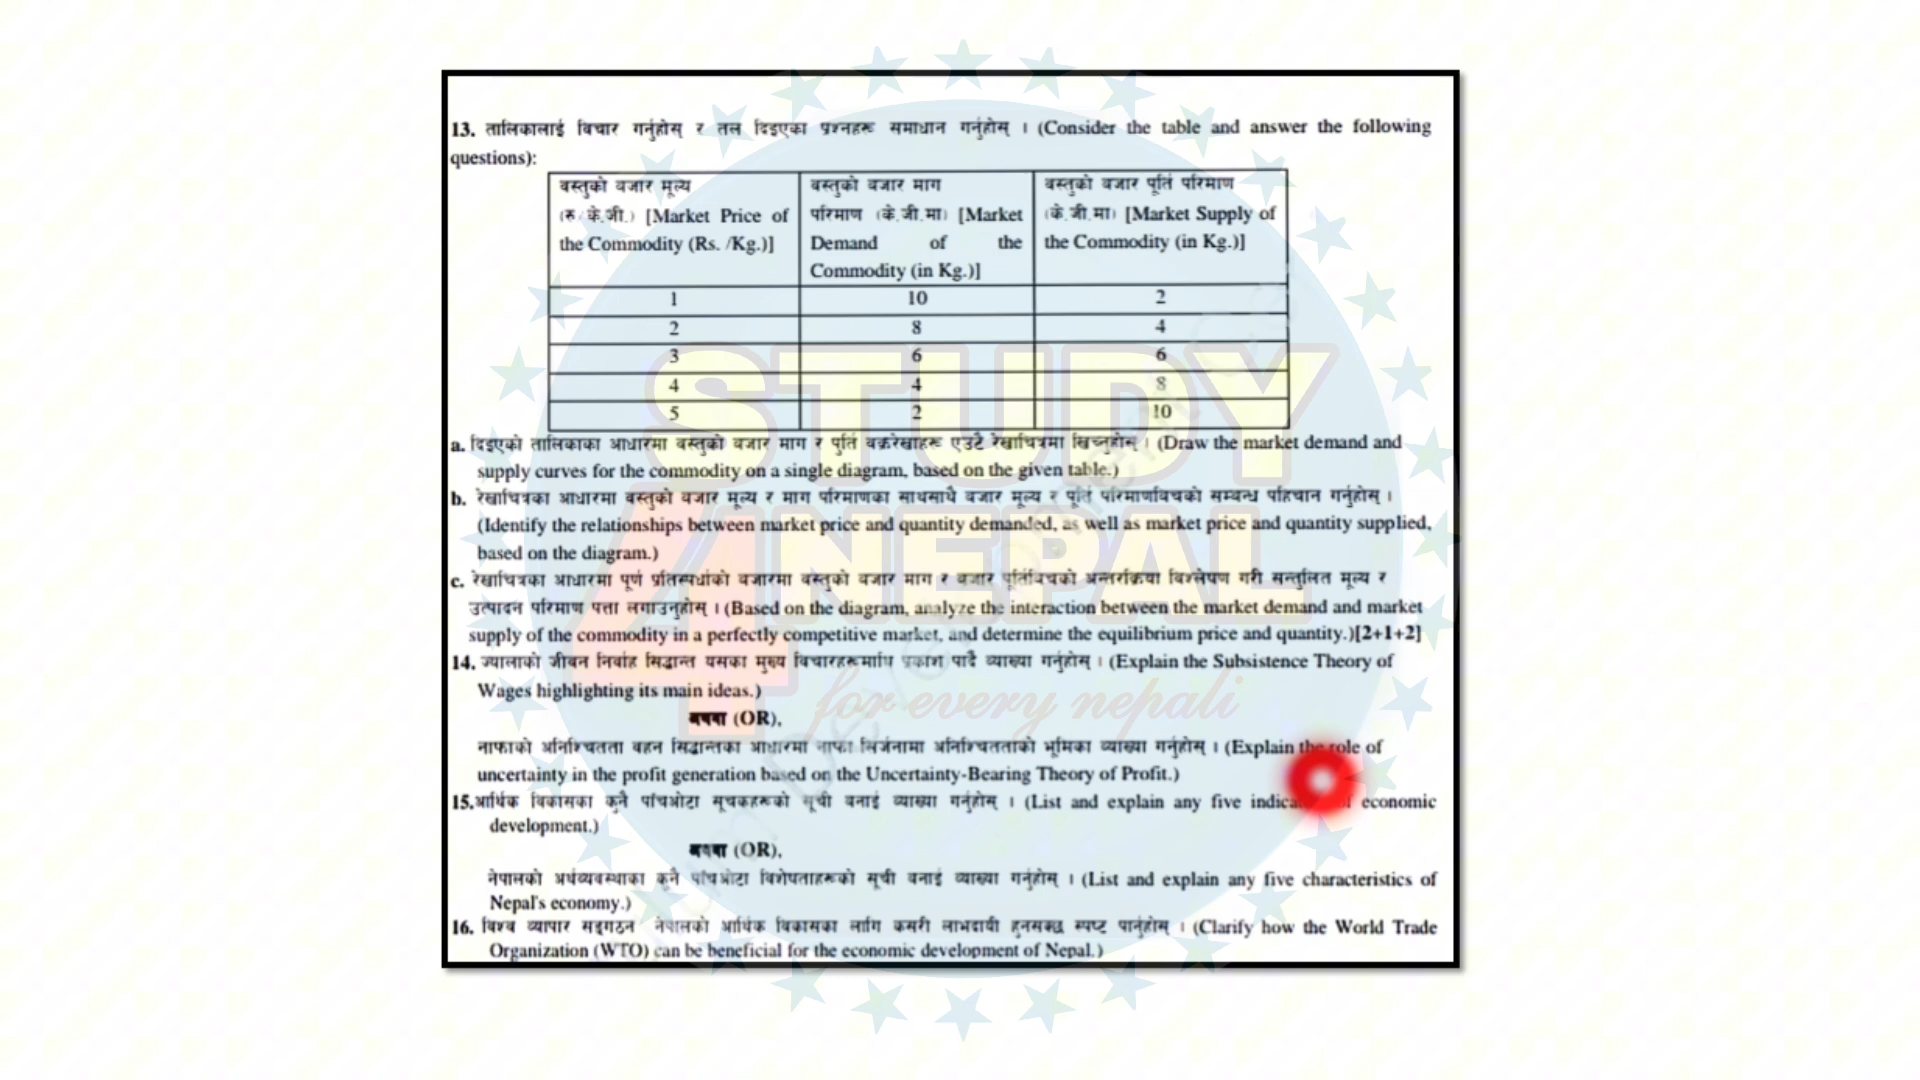 13. तालिकालाई विचार गर्नुहोस् र तल दिइएका प्रश्नहरू समाधान गर्नुहोस् । (Consider the table and answer the following
questions):
वस्तुको बजार मूल्य
(रु./के.जी.) [Market Price of
the Commodity (Rs. /Kg.)]
वस्तुको बजार माग
परिमाण (के.जी.मा) [Market
Demand of the
Commodity (in Kg.)]
वस्तुको बजार पूर्ति परिमाण
(के.जी.मा) [Market Supply of
the Commodity (in Kg.)]
1 10 2
2 8 4
3 6 6
4 4 8
5 2 10
a. दिइएको तालिकाका आधारमा वस्तुको बजार माग र पुर्ति वक्ररेखाहरू एउटै रेखाचित्रमा खिच्नुहोस् । (Draw the market demand and
supply curves for the commodity on a single diagram, based on the given table.)
b. रेखाचित्रका आधारमा वस्तुको बजार मूल्य र माग परिमाणका साथसाथै बजार मूल्य र पूर्ति परिमाणविचको सम्बन्ध पहिचान गर्नुहोस् ।
(Identify the relationships between market price and quantity demanded, as well as market price and quantity supplied,
based on the diagram.)
c. रेखाचित्रका आधारमा पूर्ण प्रतिस्पर्धाको बजारमा वस्तुको बजार माग र बजार पूर्तिविचको अन्तरक्रिया विश्लेषण गरी सन्तुलित मूल्य र
उत्पादन परिमाण पत्ता लगाउनुहोस् । (Based on the diagram, analyze the interaction between the market demand and market
supply of the commodity in a perfectly competitive market, and determine the equilibrium price and quantity.)[2+1+2]
14. ज्यालाको जीवन निर्वाह सिद्धान्त यसका मुख्य विचारहरूमाथि प्रकाश पार्दै व्याख्या गर्नुहोस् । (Explain the Subsistence Theory of
Wages highlighting its main ideas.)
अथवा (OR),
नाफाको अनिश्चितता वहन सिद्धान्तका आधारमा नाफा सिर्जनामा अनिश्चितताको भूमिका व्याख्या गर्नुहोस् । (Explain the role of
uncertainty in the profit generation based on the Uncertainty-Bearing Theory of Profit.)
15.आर्थिक विकासका कुनै पाँचओटा सूचकहरूको सूची बनाई व्याख्या गर्नुहोस् । (List and explain any five economic
development.)
अथवा (OR),
नेपालको अर्थव्यवस्थाका कुनै पाँचओटा विशेषताहरूको सूची बनाई व्याख्या गर्नुहोस् । (List and explain any five characteristics of
Nepal's economy.)
16. विश्व व्यापार सङ्गठन नेपालको आर्थिक विकासका लागि कसरी लाभदायी हुनसक्छ स्पष्ट पार्नुहोस् । (Clarify how the World Trade
Organization (WTO) can be beneficial for the economic development of Nepal.)
STUDY
4 NEPAL
for every nepali